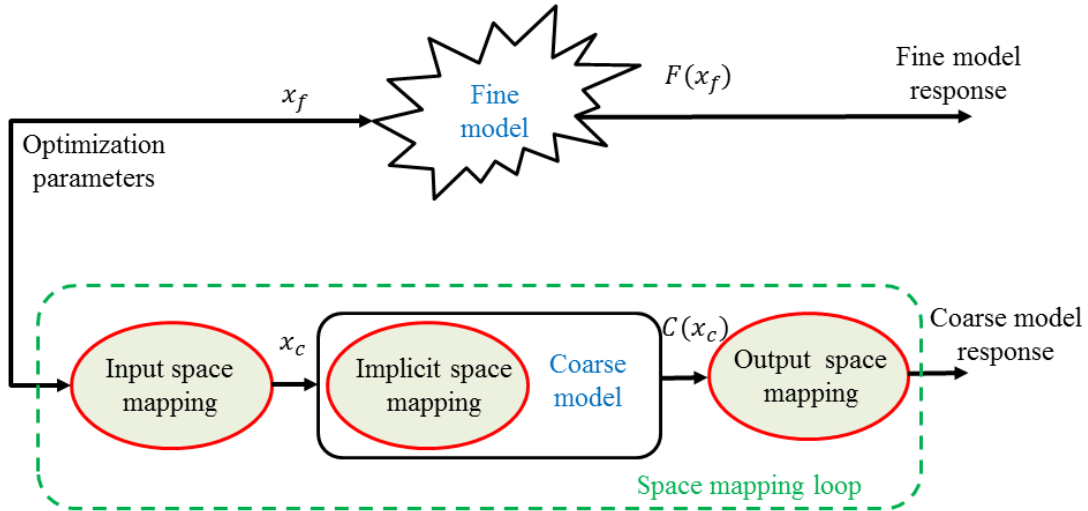 x_f
Fine
model
F(x_f)
Fine model
response
Optimization
parameters
Input space
mapping
x_c
Implicit space
mapping
Coarse
model
C(x_c)
Output space
mapping
Coarse model
response
Space mapping loop